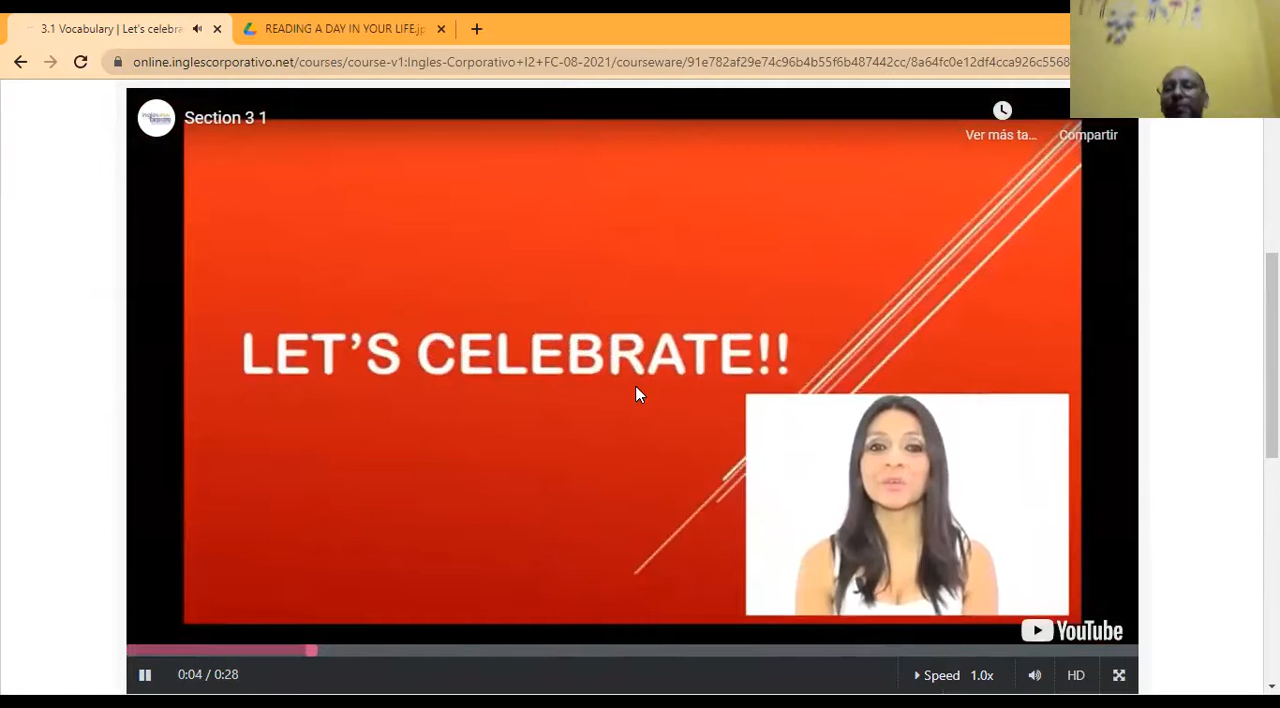 3.1 Vocabulary | Let's celebra
READING A DAY IN YOUR LIFE.jp
online.inglescorporativo.net/courses/course-v1:Ingles-Corporativo+I2+FC-08-2021/courseware/91e782af29e74c96b4b55f6b487442cc/8a64fc0e12df4cca926c5568
Section 3 1
Ver más ta...
Compartir
LET'S CELEBRATE!!
YouTube
0:04 / 0:28
Speed 1.0x
HD